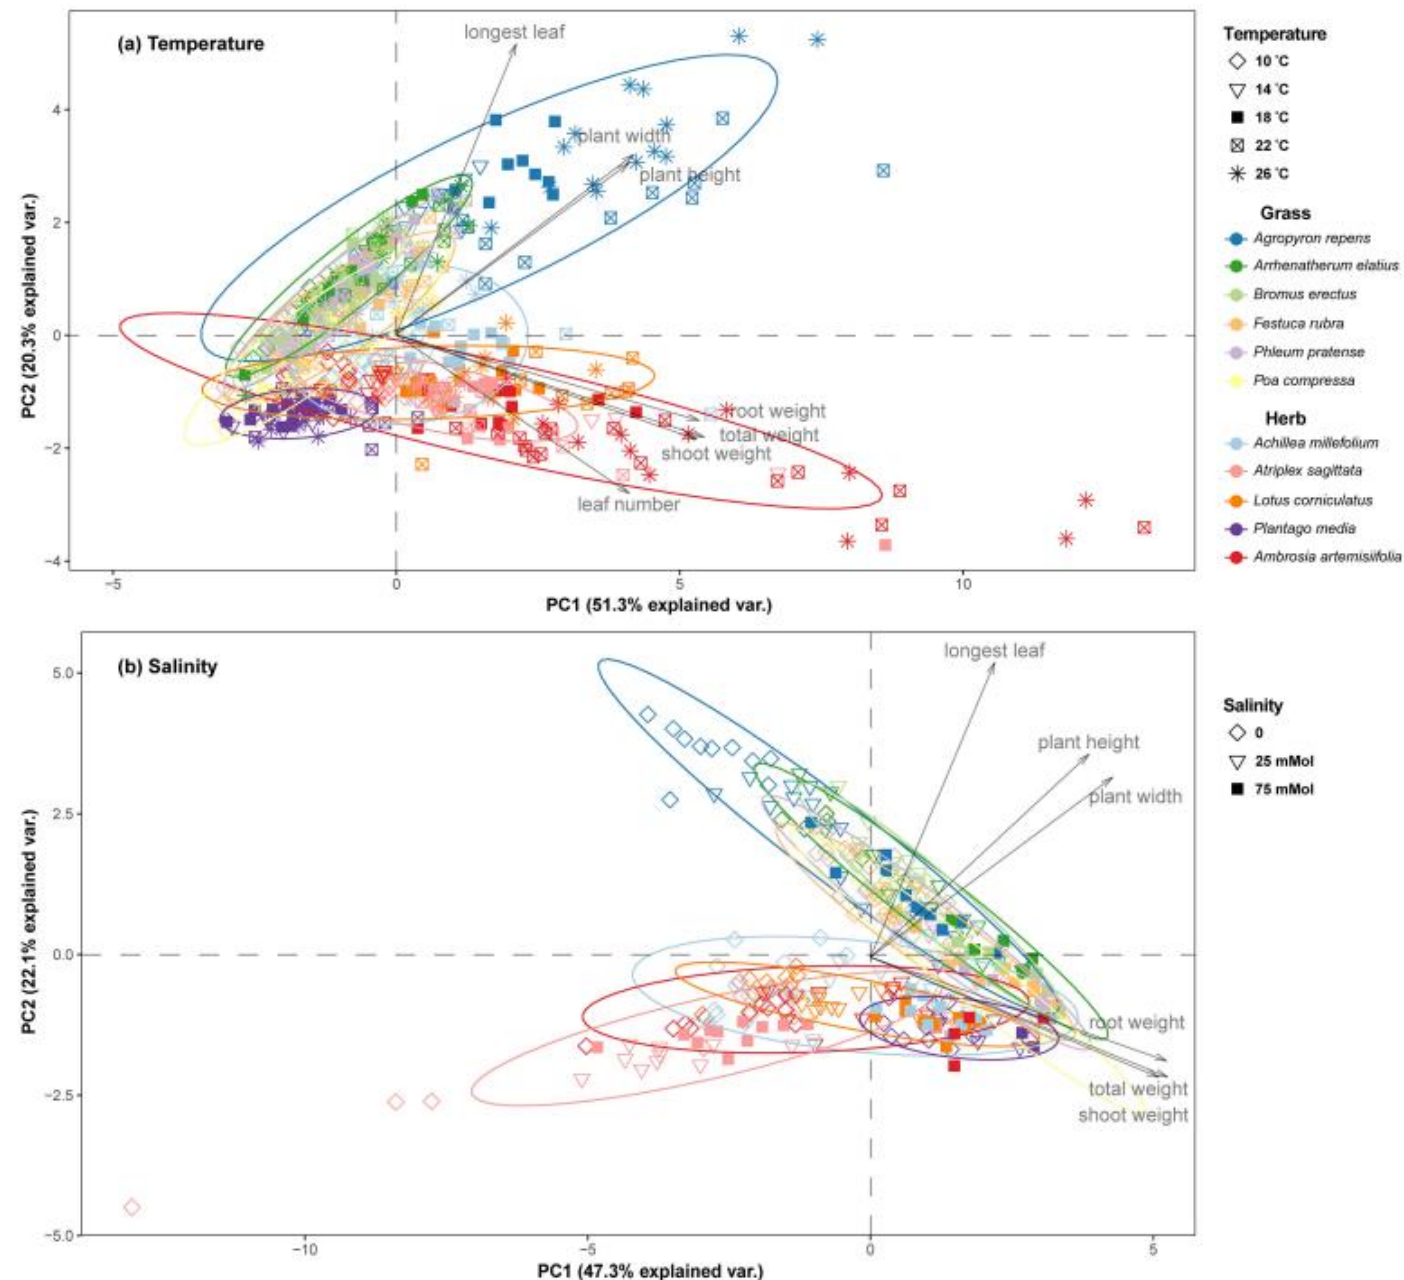 (a) Temperature
longest leaf
plant width
plant height
root weight
total weight
shoot weight
leaf number
4
2
0
−2
−4
−5
0
5
10
PC2 (20.3% explained var.)
PC1 (51.3% explained var.)
Temperature
10 °C
14 °C
18 °C
22 °C
26 °C
Grass
Agropyron repens
Arrhenatherum elatius
Bromus erectus
Festuca rubra
Phleum pratense
Poa compressa
Herb
Achillea millefolium
Atriplex sagittata
Lotus corniculatus
Plantago media
Ambrosia artemisiifolia
(b) Salinity
longest leaf
plant height
plant width
root weight
total weight
shoot weight
5.0
2.5
0.0
−2.5
−5.0
−10
−5
0
5
PC2 (22.1% explained var.)
PC1 (47.3% explained var.)
Salinity
0
25 mMol
75 mMol